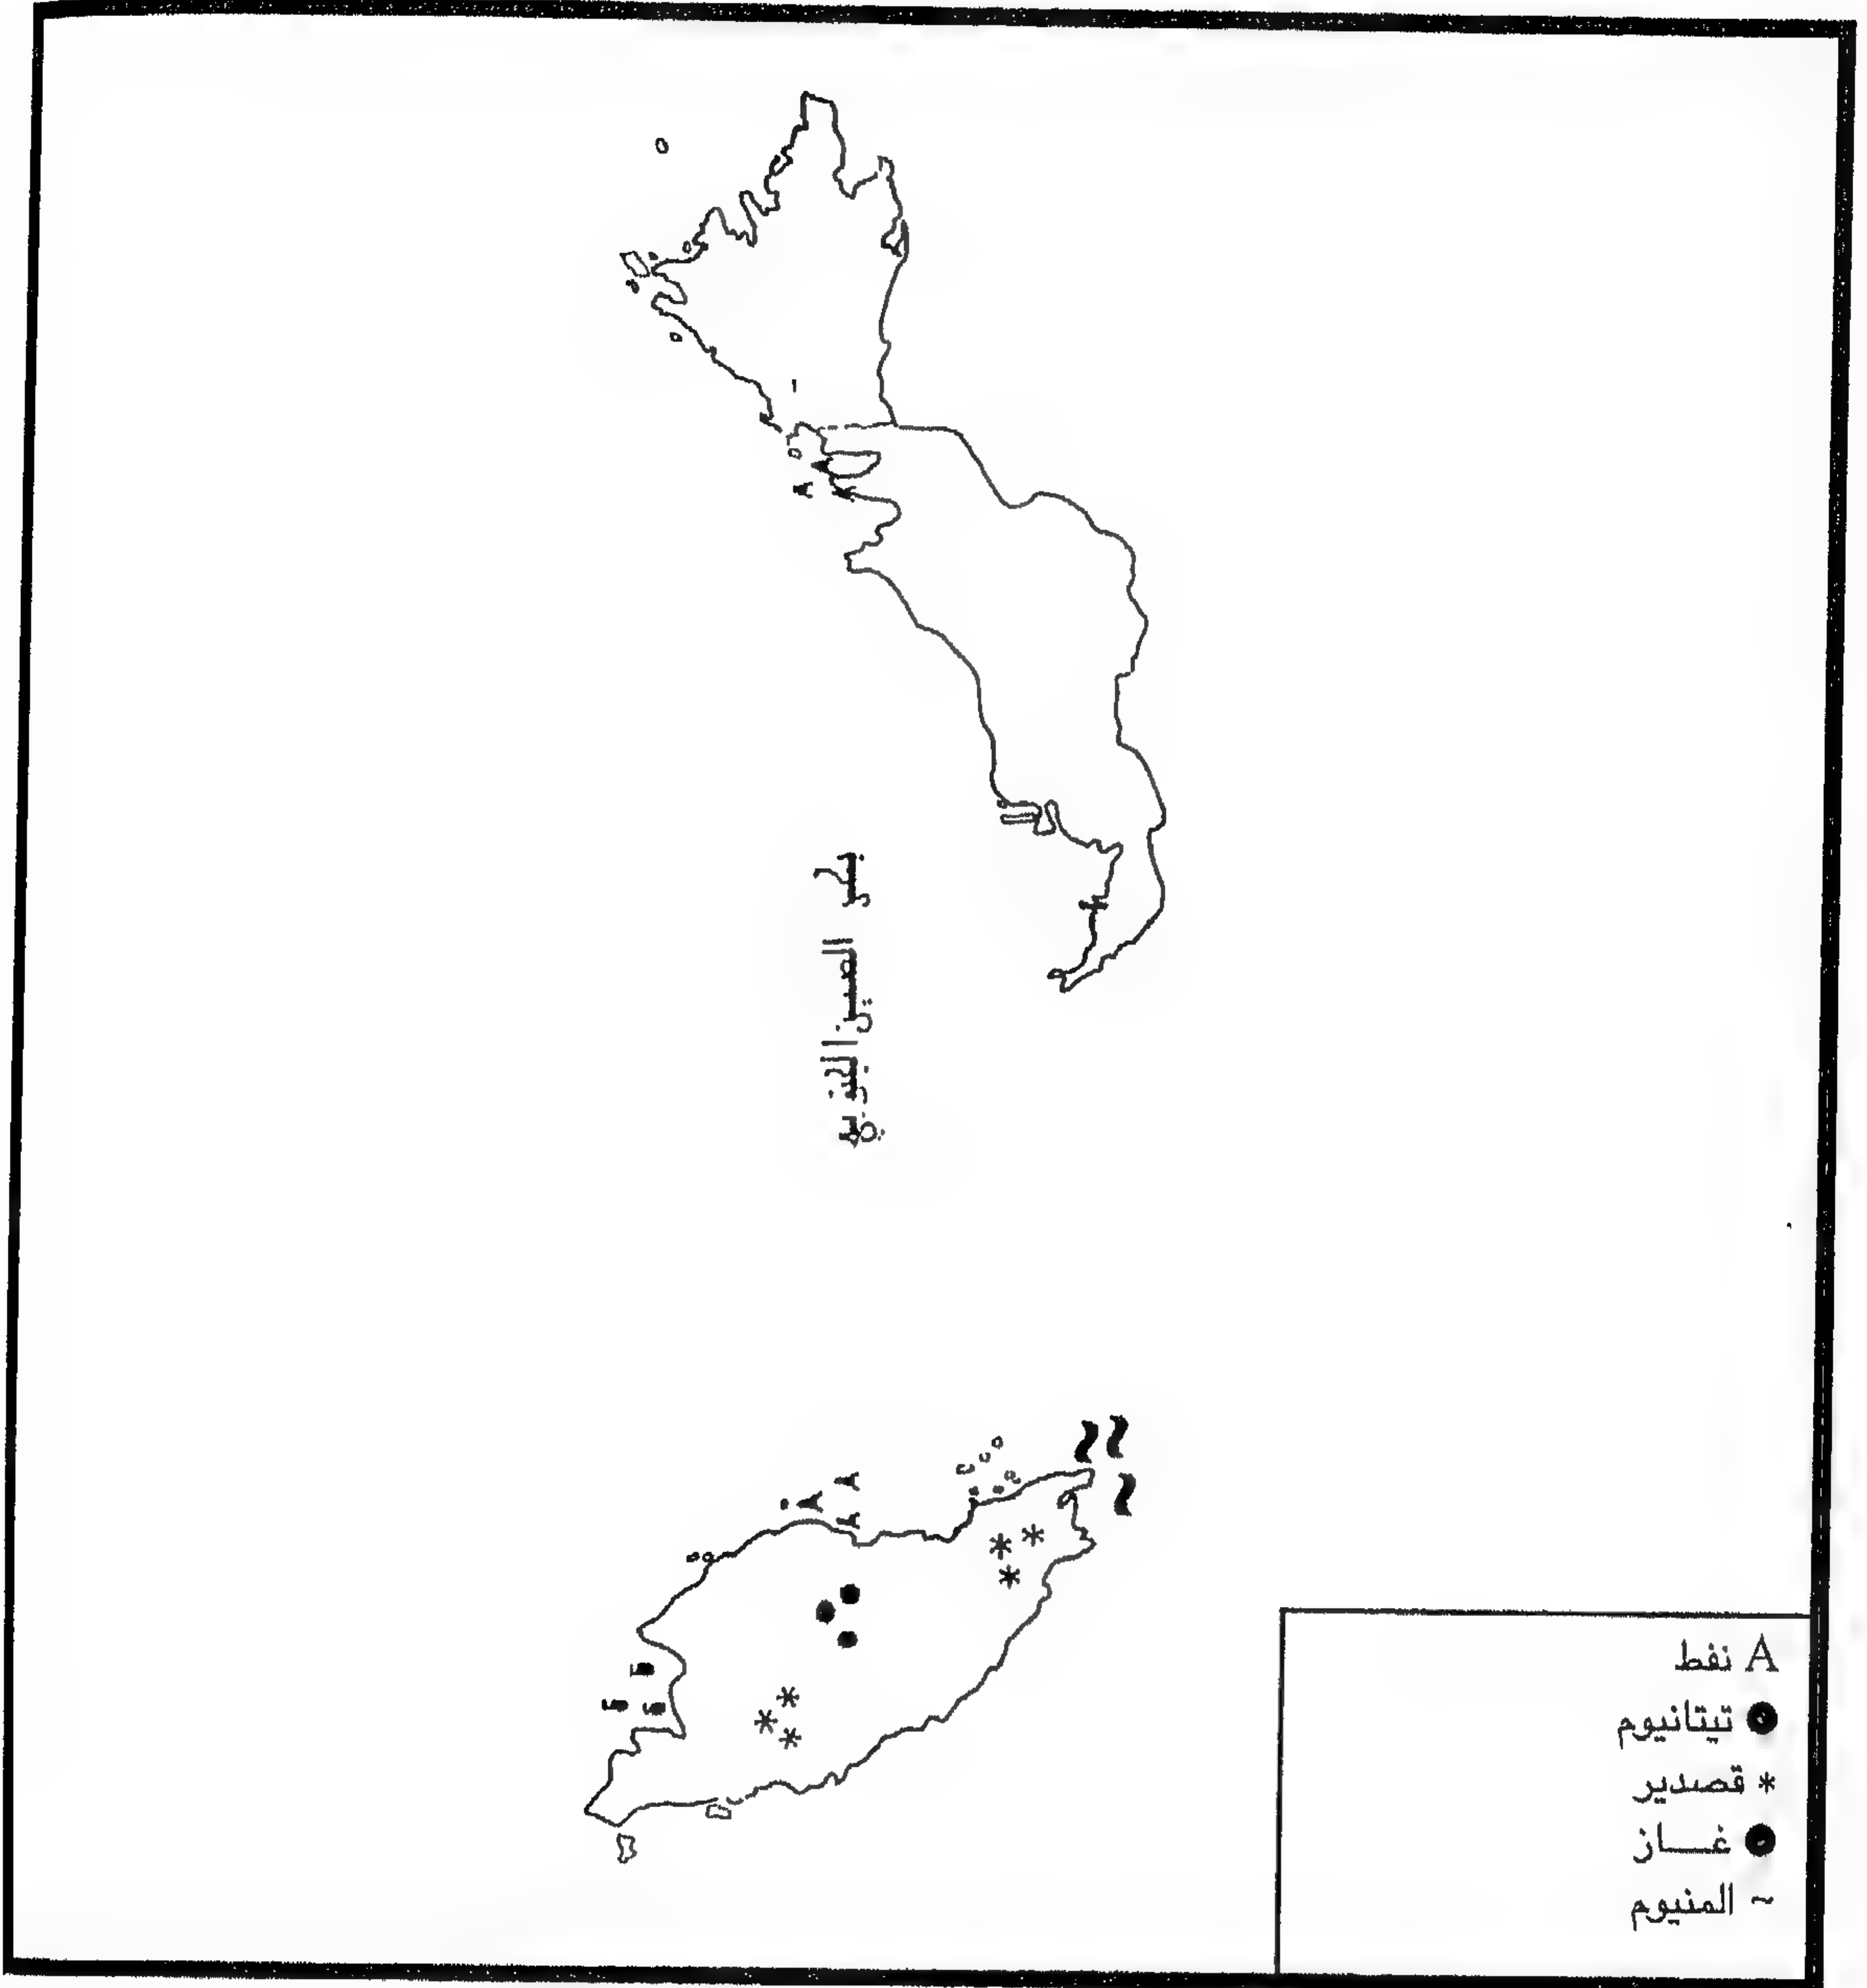 بحر الصين الجنوبي
A نفط
● تيتانيوم
* قصدير
● غــاز
~ المنيوم